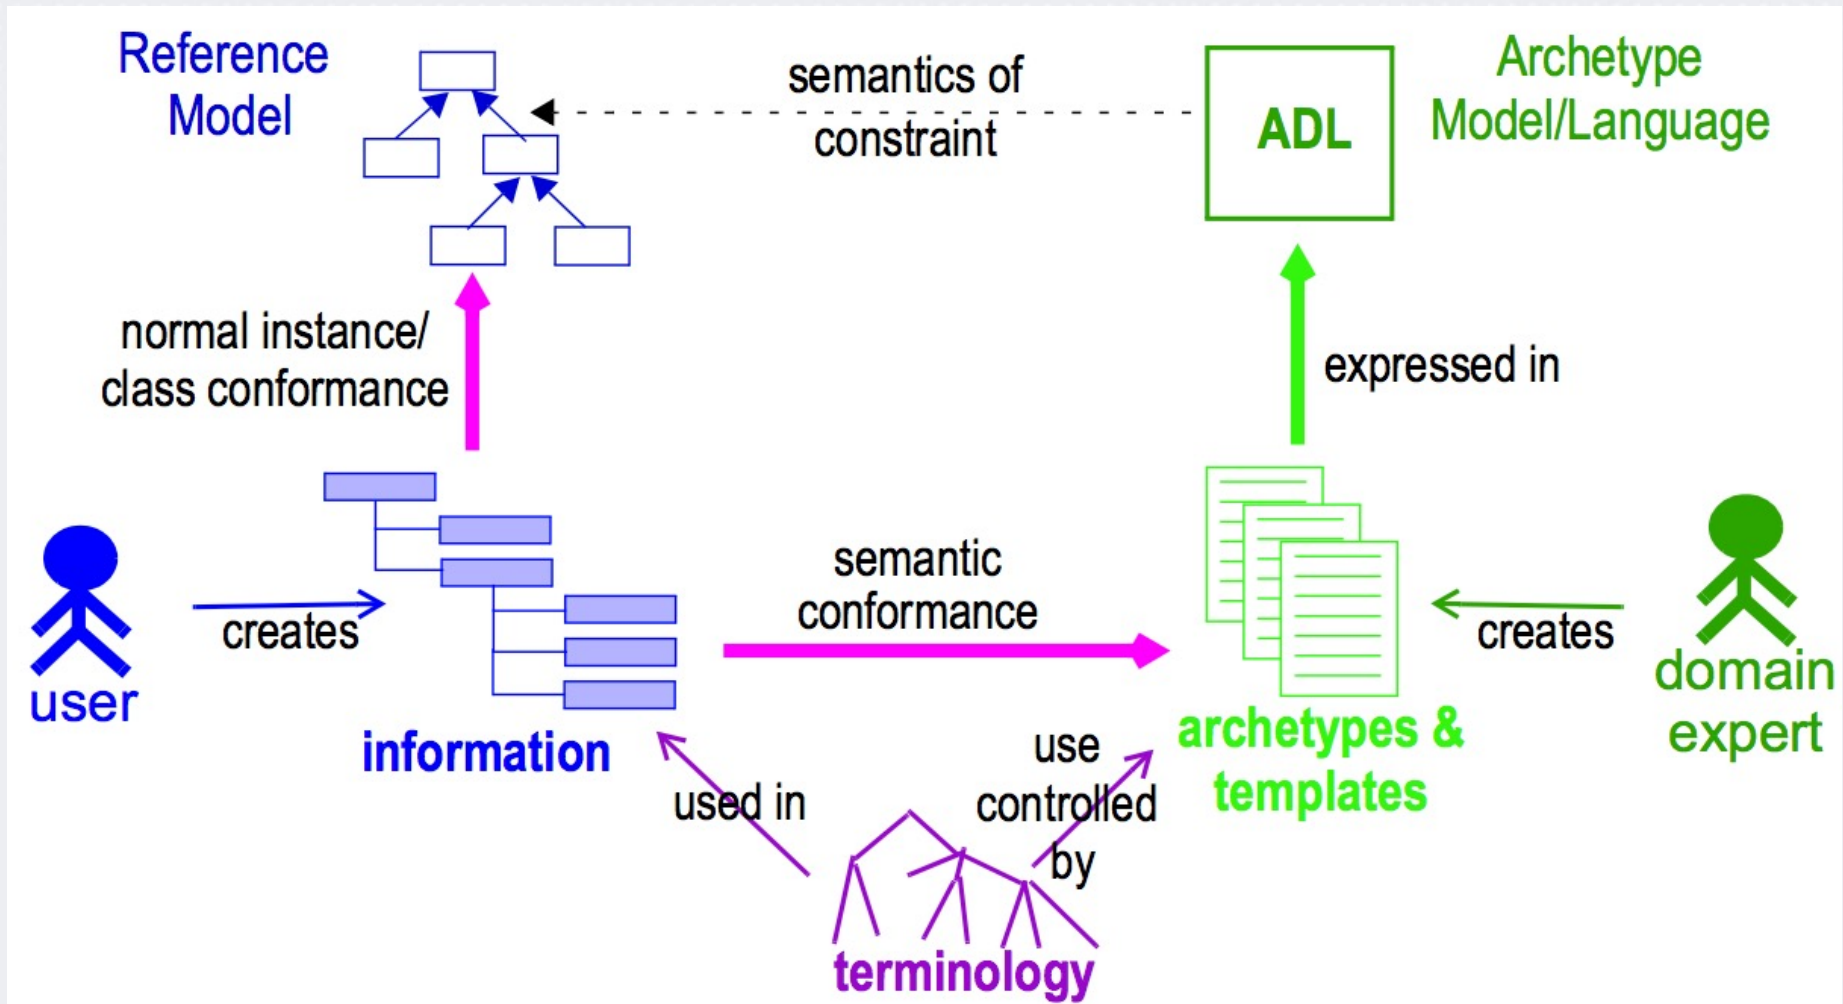 Reference
Model
semantics of
constraint
ADL
Archetype
Model/Language
normal instance/
class conformance
expressed in
creates
user
information
semantic
conformance
archetypes &
templates
creates
domain
expert
used in
use
controlled
by
terminology